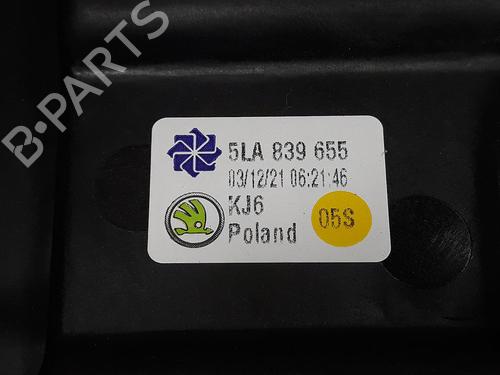 B-PARTS
5LA 839 655
03/12/21 06:21:46
KJ6
Poland
05S